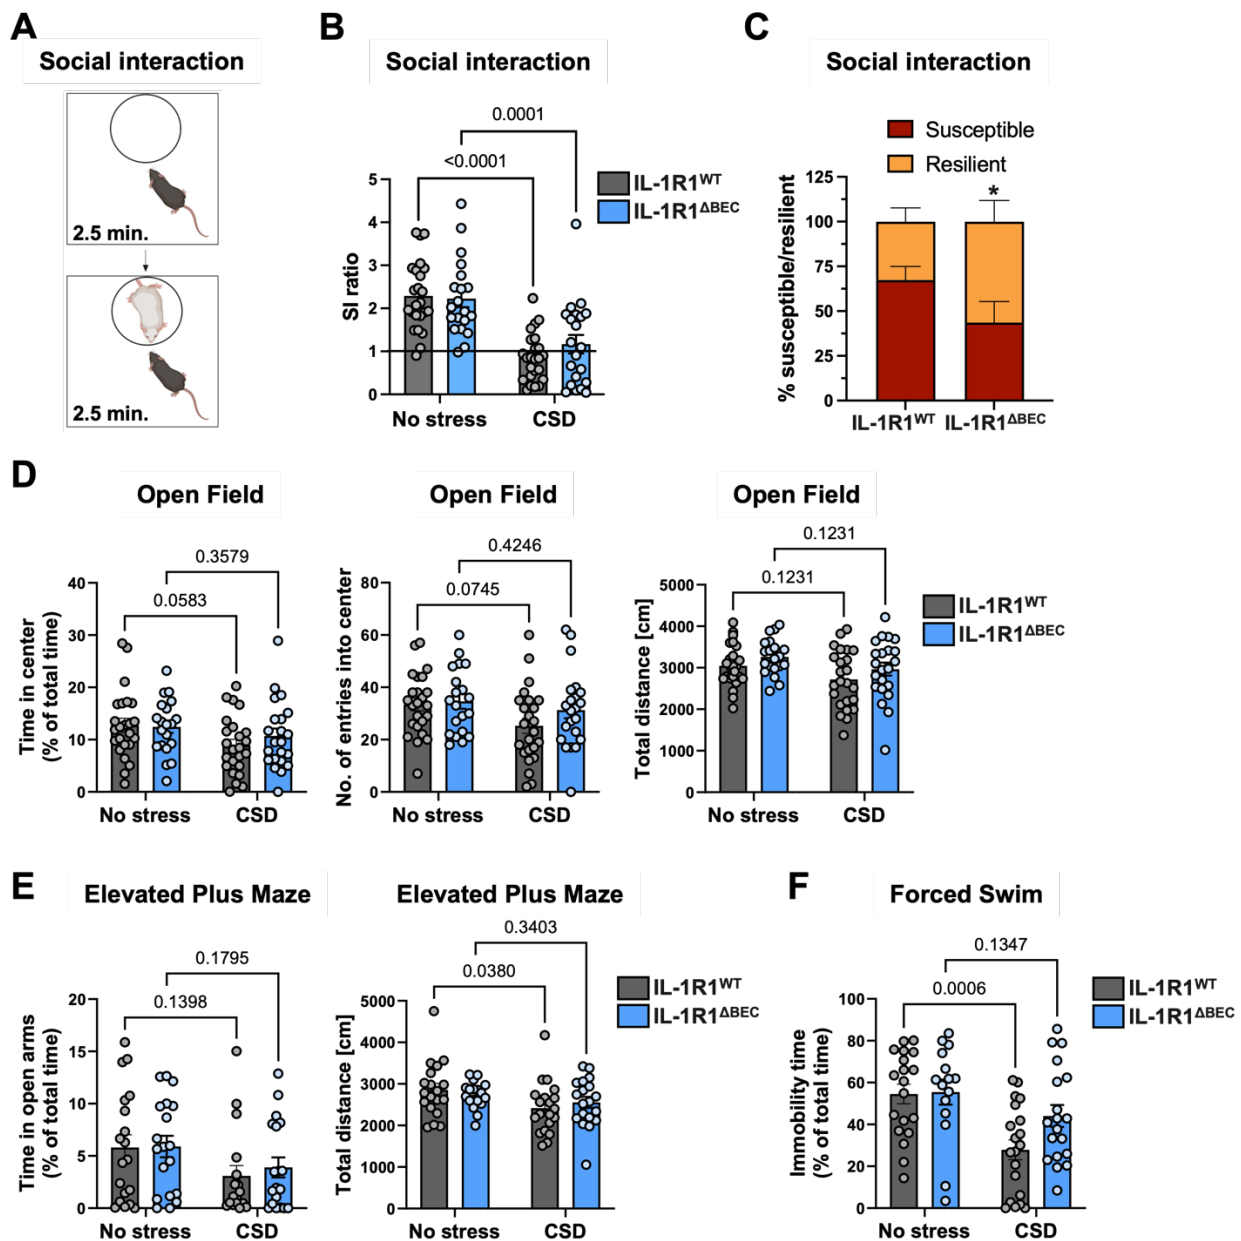 A
Social interaction
2.5 min.
2.5 min.
B
Social interaction
0.0001
<0.0001
IL-1R1WT
IL-1R1ΔBEC
SI ratio
5
4
3
2
1
0
No stress
CSD
C
Social interaction
Susceptible
Resilient
% susceptible/resilient
125
100
75
50
25
0
*
IL-1R1WT
IL-1R1ΔBEC
D
Open Field
0.3579
0.0583
Time in center
(% of total time)
40
30
20
10
0
No stress
CSD
Open Field
0.4246
0.0745
No. of entries into center
80
60
40
20
0
No stress
CSD
Open Field
0.1231
0.1231
Total distance [cm]
5000
4000
3000
2000
1000
0
No stress
CSD
IL-1R1WT
IL-1R1ΔBEC
E
Elevated Plus Maze
0.1795
0.1398
Time in open arms
(% of total time)
20
15
10
5
0
No stress
CSD
Elevated Plus Maze
0.3403
0.0380
Total distance [cm]
5000
4000
3000
2000
1000
0
No stress
CSD
IL-1R1WT
IL-1R1ΔBEC
F
Forced Swim
0.1347
0.0006
Immobility time
(% of total time)
100
80
60
40
20
0
No stress
CSD
IL-1R1WT
IL-1R1ΔBEC